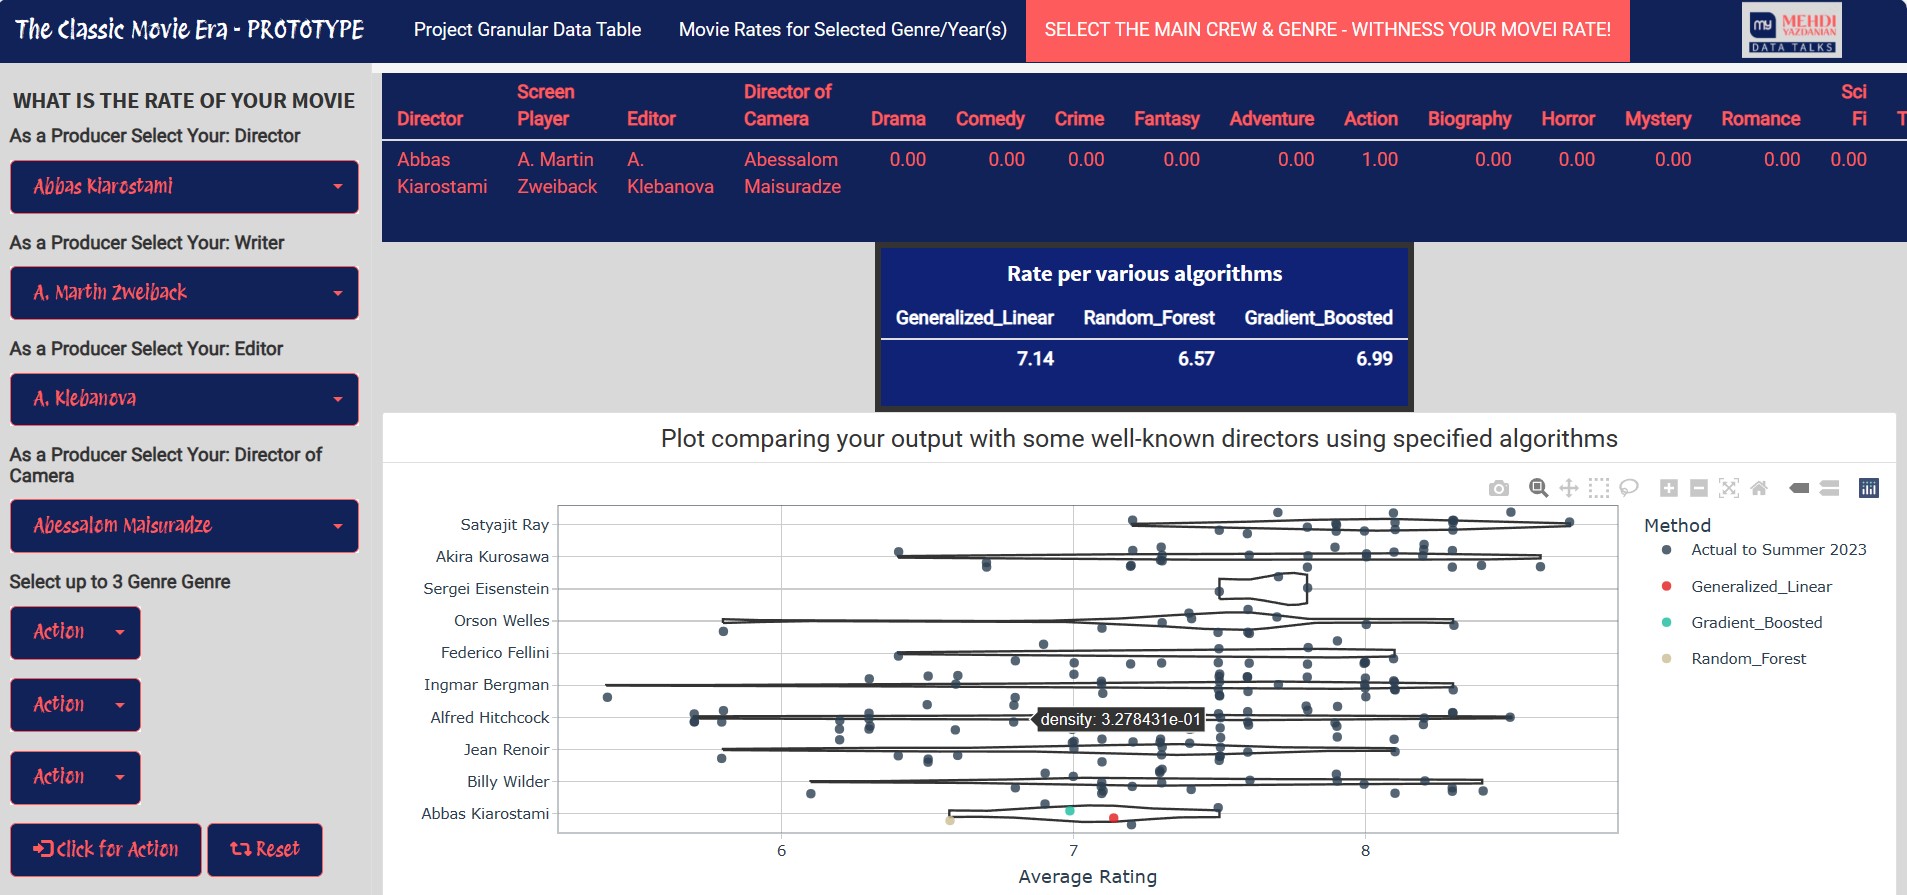 The Classic Movie Era - PROTOTYPE
Project Granular Data Table
Movie Rates for Selected Genre/Year(s)
SELECT THE MAIN CREW & GENRE - WITHNESS YOUR MOVEI RATE!
my MEHDI
YAZDANIAN
DATA TALKS
WHAT IS THE RATE OF YOUR MOVIE
As a Producer Select Your: Director
Abbas Kiarostami
As a Producer Select Your: Writer
A. Martin Zweiback
As a Producer Select Your: Editor
A. Klebanova
As a Producer Select Your: Director of
Camera
Abessalom Maisuradze
Select up to 3 Genre Genre
Action
Action
Action
Click for Action
Reset
Director Screen Player Editor Director of Camera Drama Comedy Crime Fantasy Adventure Action Biography Horror Mystery Romance Sci Fi T
Abbas Kiarostami A. Martin Zweiback A. Klebanova Abessalom Maisuradze 0.00 0.00 0.00 0.00 0.00 1.00 0.00 0.00 0.00 0.00 0.00
Rate per various algorithms
Generalized_Linear Random_Forest Gradient_Boosted
7.14 6.57 6.99
Plot comparing your output with some well-known directors using specified algorithms
Satyajit Ray
Akira Kurosawa
Sergei Eisenstein
Orson Welles
Federico Fellini
Ingmar Bergman
Alfred Hitchcock
density: 3.278431e-01
Jean Renoir
Billy Wilder
Abbas Kiarostami
6 7 8
Average Rating
Method
Actual to Summer 2023
Generalized_Linear
Gradient_Boosted
Random_Forest